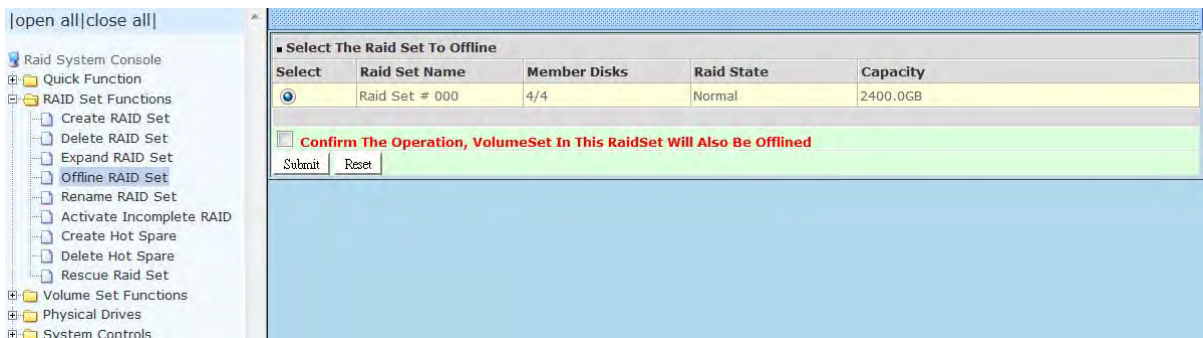 |open all|close all|
Raid System Console
Quick Function
RAID Set Functions
Create RAID Set
Delete RAID Set
Expand RAID Set
Offline RAID Set
Rename RAID Set
Activate Incomplete RAID
Create Hot Spare
Delete Hot Spare
Rescue Raid Set
Volume Set Functions
Physical Drives
System Controls
Select The Raid Set To Offline
Select Raid Set Name Member Disks Raid State Capacity
Raid Set # 000 4/4 Normal 2400.0GB
Confirm The Operation, VolumeSet In This RaidSet Will Also Be Offlined
Submit Reset